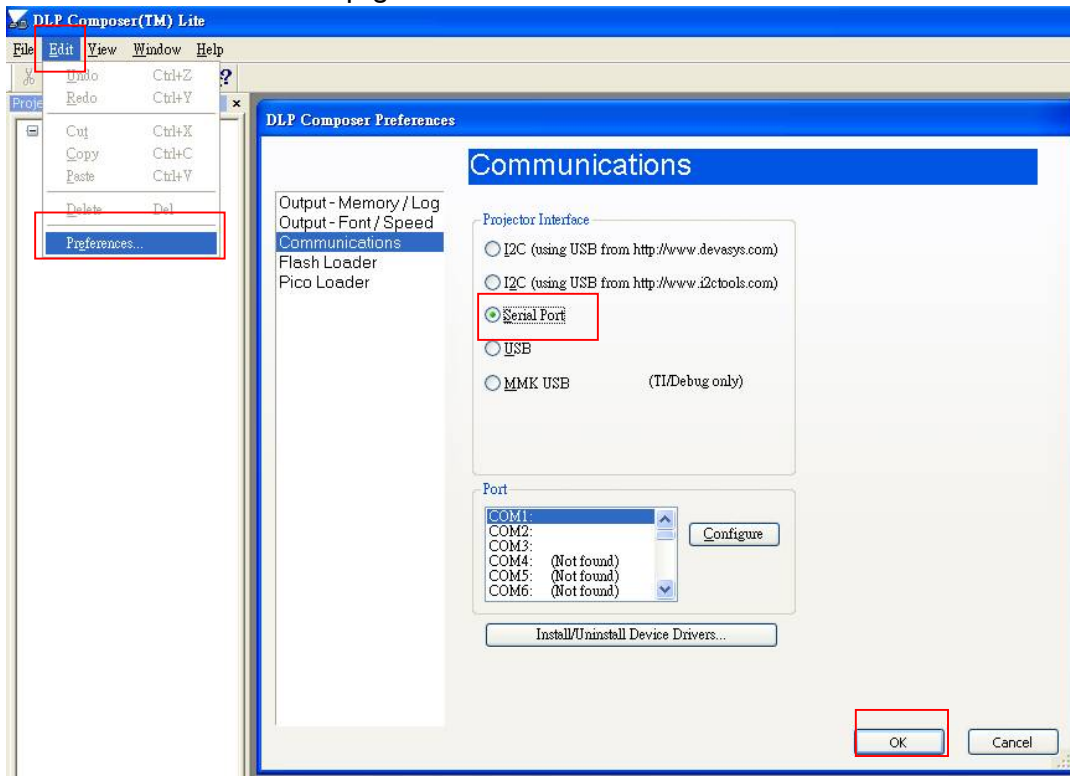 DLP Composer(TM) Lite
File Edit View Window Help
Undo Ctrl+Z
?
Redo Ctrl+Y
Proje
×
Cut Ctrl+X
Copy Ctrl+C
Paste Ctrl+V
Delete Del
Preferences...
DLP Composer Preferences
Communications
Output - Memory / Log
Output - Font / Speed
Communications
Flash Loader
Pico Loader
Projector Interface
I2C (using USB from http://www.devasys.com)
I2C (using USB from http://www.i2ctools.com)
Serial Port
USB
MMK USB (TI/Debug only)
Port
COM1:
COM2:
COM3:
COM4: (Not found)
COM5: (Not found)
COM6: (Not found)
Configure
Install/Uninstall Device Drivers...
OK Cancel